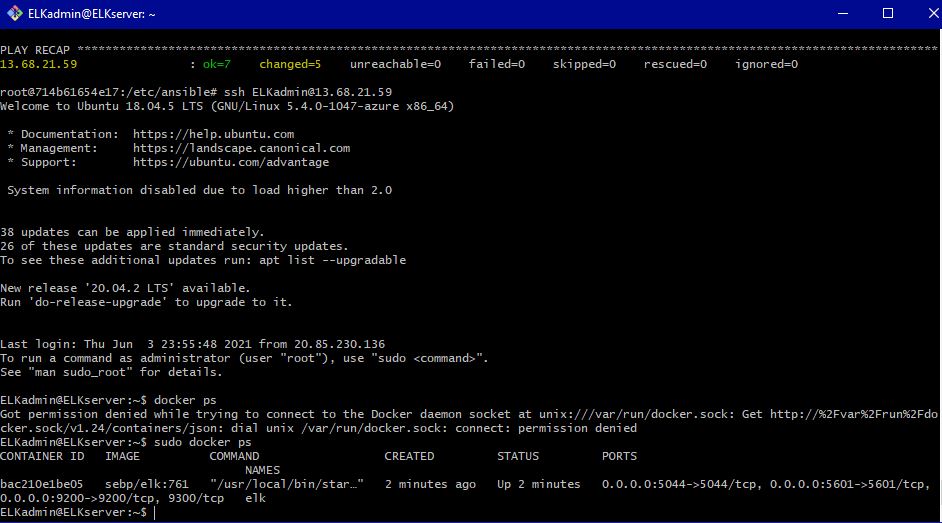 ELKadmin@ELKserver: ~
PLAY RECAP ***************************************************************************************************************************
13.68.21.59                : ok=7    changed=5    unreachable=0    failed=0    skipped=0    rescued=0    ignored=0
root@714b61654e17:/etc/ansible# ssh ELKadmin@13.68.21.59
Welcome to Ubuntu 18.04.5 LTS (GNU/Linux 5.4.0-1047-azure x86_64)
 * Documentation:  https://help.ubuntu.com
 * Management:     https://landscape.canonical.com
 * Support:        https://ubuntu.com/advantage
 System information disabled due to load higher than 2.0
38 updates can be applied immediately.
26 of these updates are standard security updates.
To see these additional updates run: apt list --upgradable
New release '20.04.2 LTS' available.
Run 'do-release-upgrade' to upgrade to it.
Last login: Thu Jun  3 23:55:48 2021 from 20.85.230.136
To run a command as administrator (user "root"), use "sudo <command>".
See "man sudo_root" for details.
ELKadmin@ELKserver:~$ docker ps
Got permission denied while trying to connect to the Docker daemon socket at unix:///var/run/docker.sock: Get http://%2Fvar%2Frun%2Fdo
cker.sock/v1.24/containers/json: dial unix /var/run/docker.sock: connect: permission denied
ELKadmin@ELKserver:~$ sudo docker ps
CONTAINER ID   IMAGE          COMMAND                  CREATED         STATUS         PORTS
                                   NAMES
bac210e1be05   sebp/elk:761   "/usr/local/bin/star…"   2 minutes ago   Up 2 minutes   0.0.0.0:5044->5044/tcp, 0.0.0.0:5601->5601/tcp,
0.0.0.0:9200->9200/tcp, 9300/tcp   elk
ELKadmin@ELKserver:~$